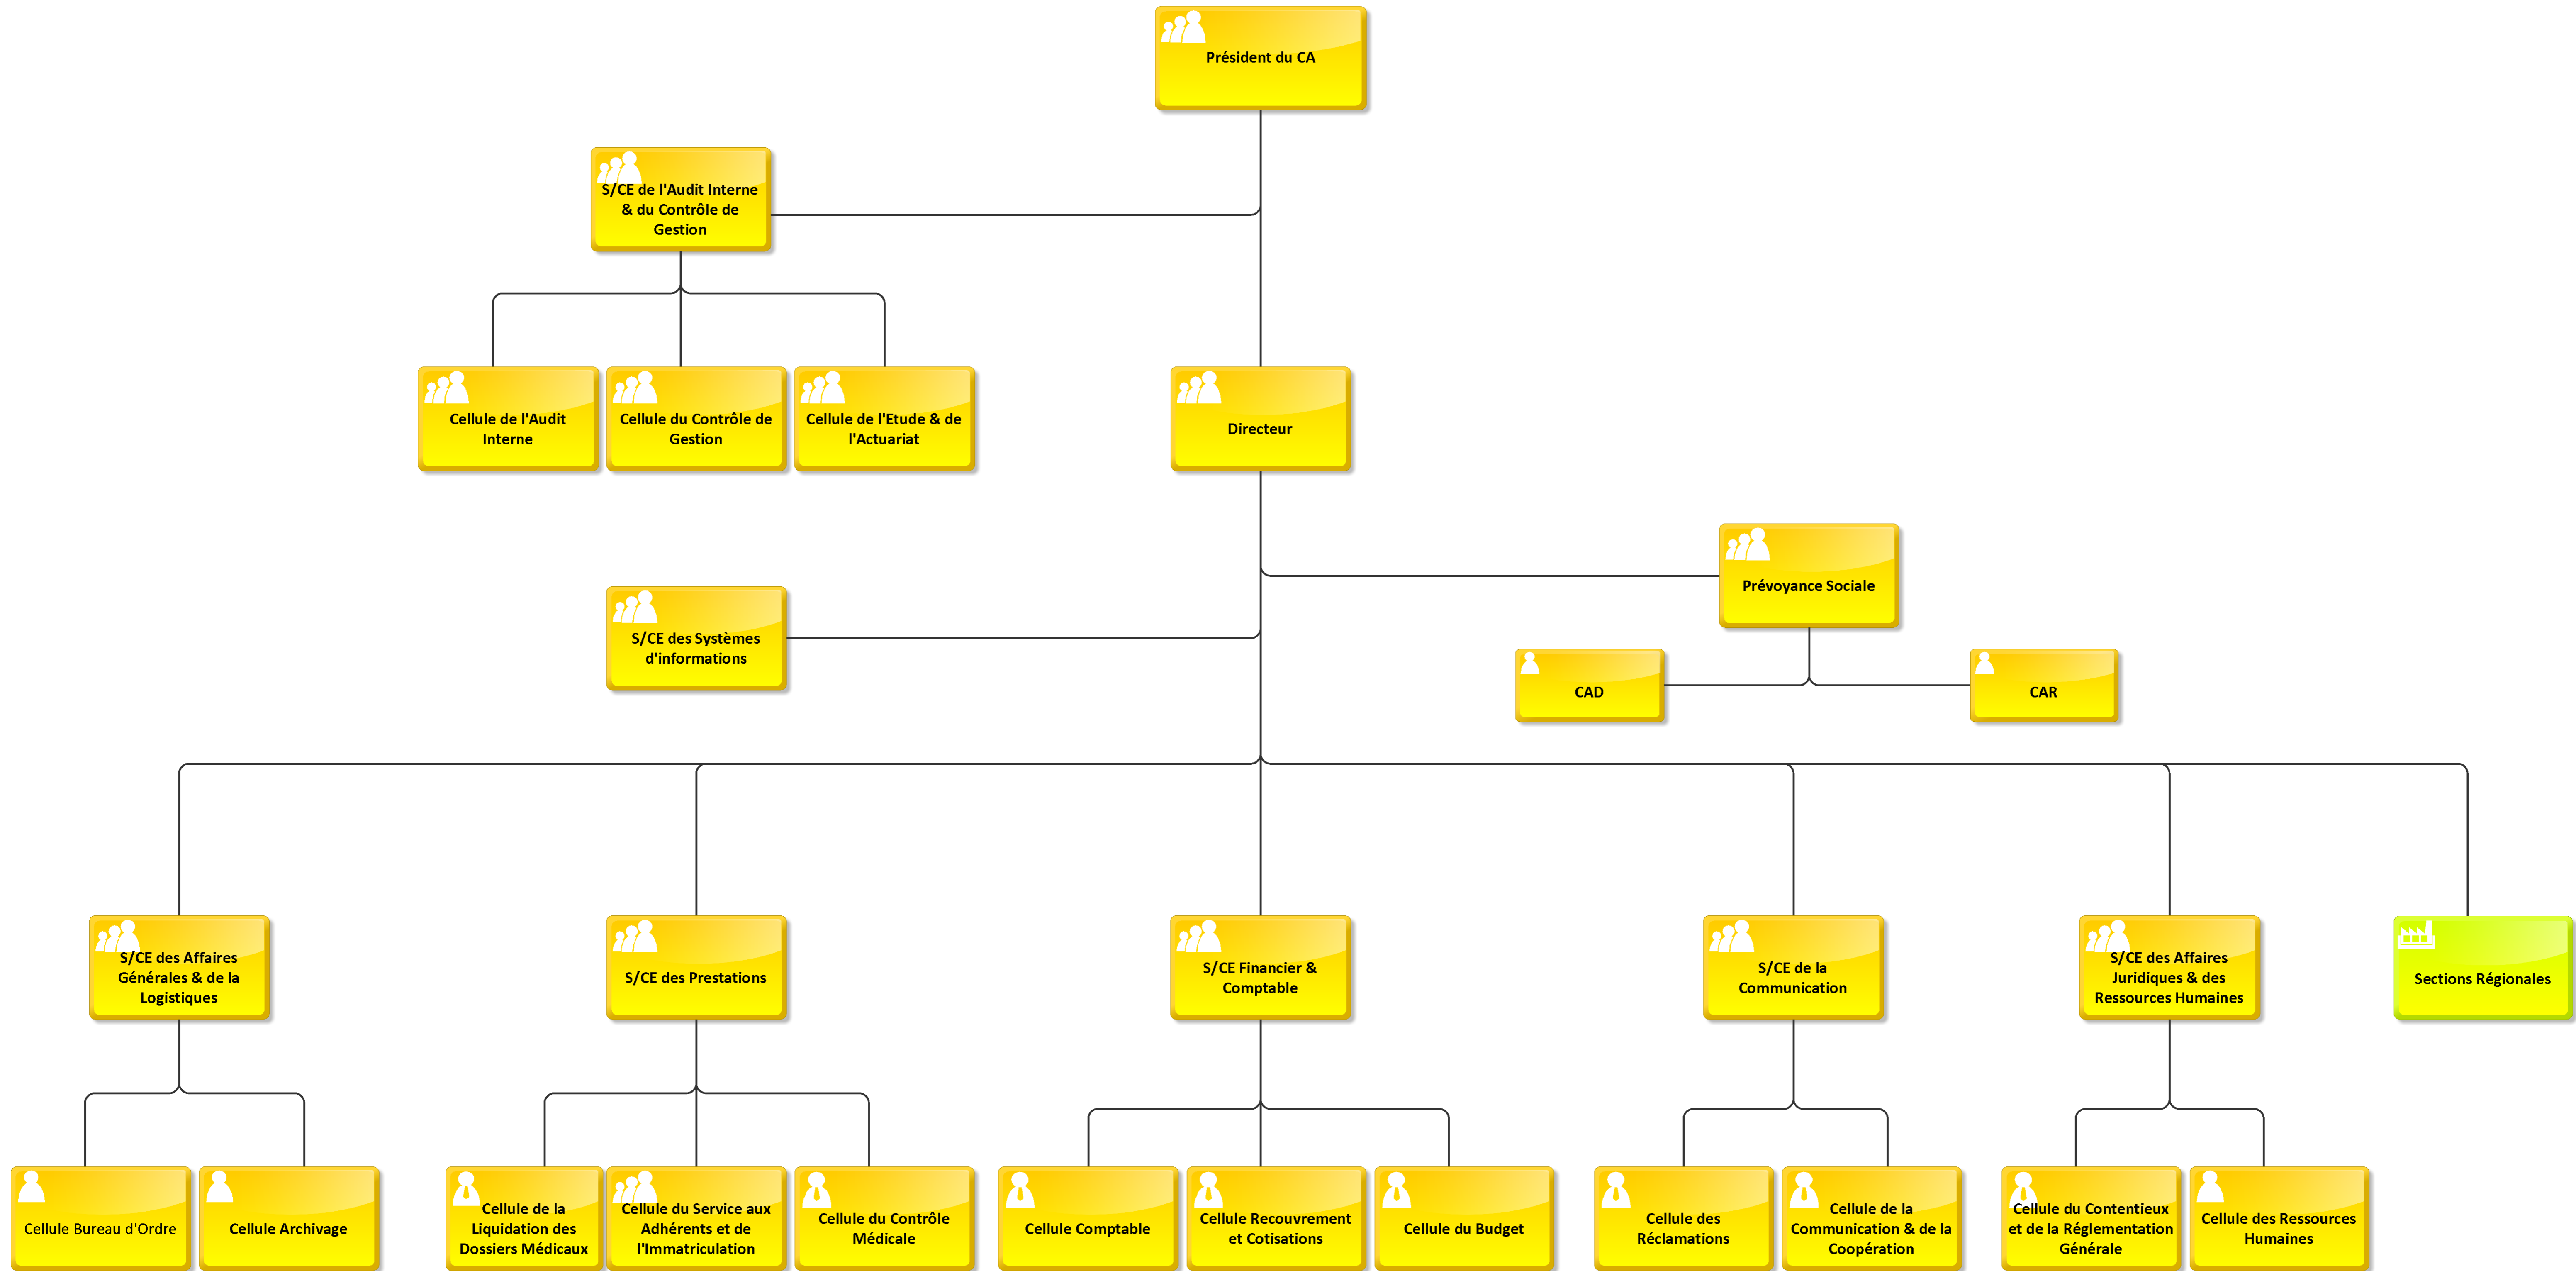 Président du CA
S/CE de l'Audit Interne
& du Contrôle de
Gestion
Cellule de l'Audit
Interne
Cellule du Contrôle de
Gestion
Cellule de l'Etude & de
l'Actuariat
Directeur
Prévoyance Sociale
S/CE des Systèmes
d'informations
CAD
CAR
S/CE des Affaires
Générales & de la
Logistiques
S/CE des Prestations
S/CE Financier &
Comptable
S/CE de la
Communication
S/CE des Affaires
Juridiques & des
Ressources Humaines
Sections Régionales
Cellule Bureau d'Ordre
Cellule Archivage
Cellule de la
Liquidation des
Dossiers Médicaux
Cellule du Service aux
Adhérents et de
l'Immatriculation
Cellule du Contrôle
Médicale
Cellule Comptable
Cellule Recouvrement
et Cotisations
Cellule du Budget
Cellule des
Réclamations
Cellule de la
Communication & de la
Coopération
Cellule du Contentieux
et de la Réglementation
Générale
Cellule des Ressources
Humaines